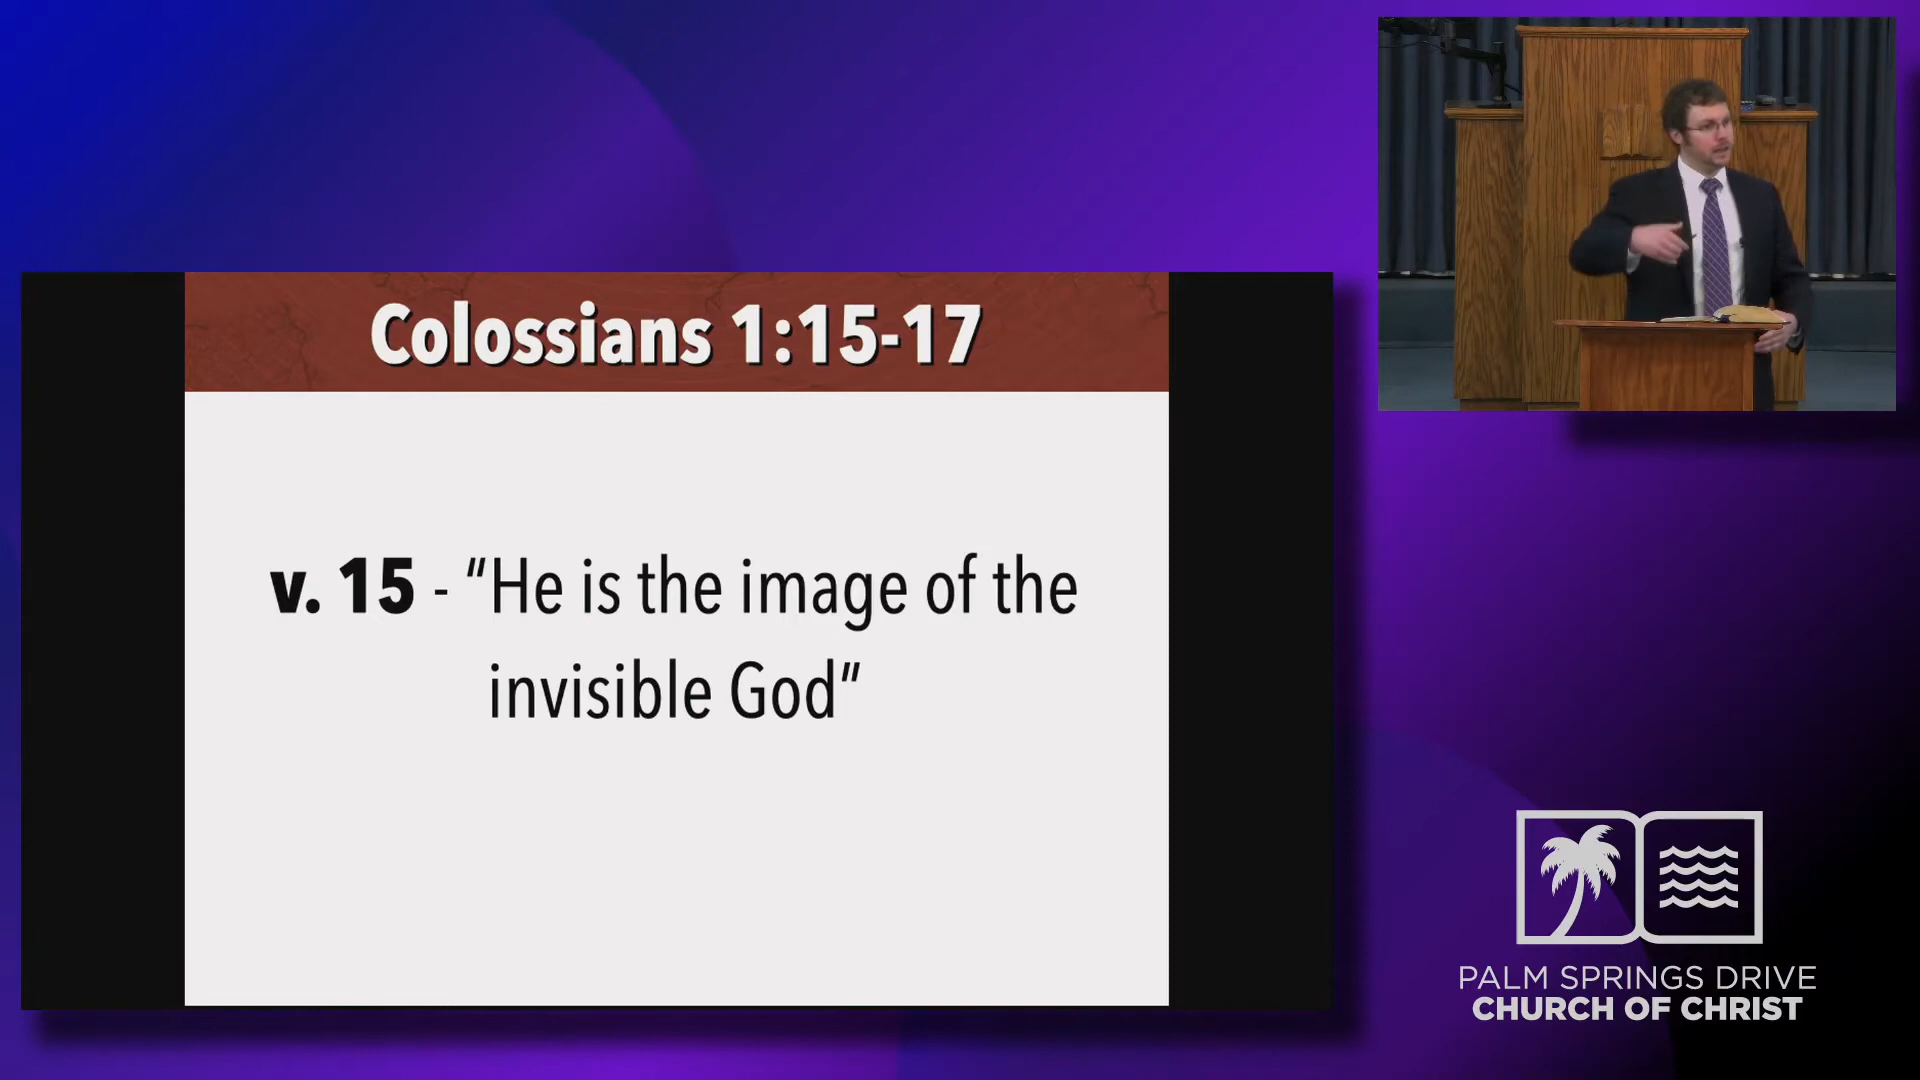 Colossians 1:15-17
v. 15 - “He is the image of the
invisible God”
PALM SPRINGS DRIVE
CHURCH OF CHRIST